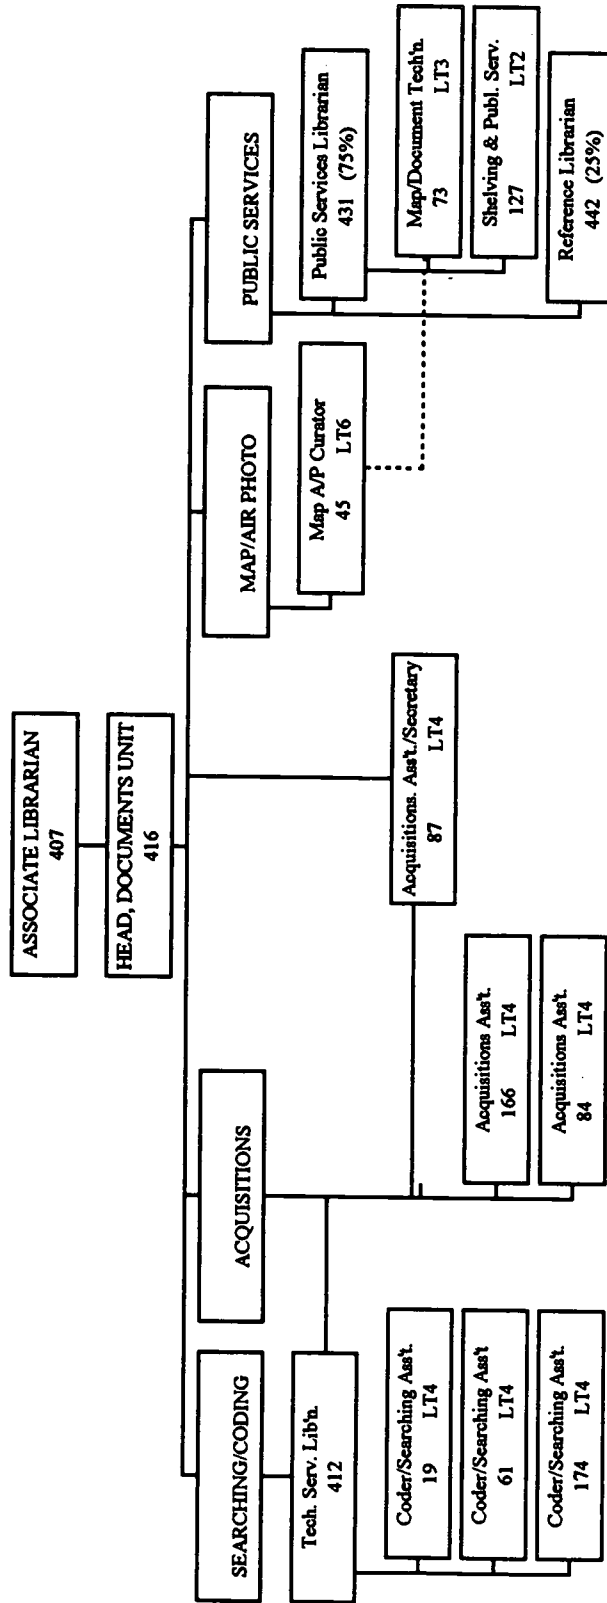 ASSOCIATE LIBRARIAN
407
HEAD, DOCUMENTS UNIT
416
SEARCHING/CODING
ACQUISITIONS
MAP/AIR PHOTO
PUBLIC SERVICES
Tech. Serv. Lib'n.
412
Coder/Searching Ass't.
19 LT4
Coder/Searching Ass't
61 LT4
Coder/Searching Ass't.
174 LT4
Acquisitions. Ass't./Secretary
87 LT4
Acquisitions Ass't.
166 LT4
Acquisitions Ass't.
84 LT4
Map A/P Curator
45 LT6
Public Services Librarian
431 (75%)
Map/Document Tech'n.
73 LT3
Shelving & Publ. Serv.
127 LT2
Reference Librarian
442 (25%)